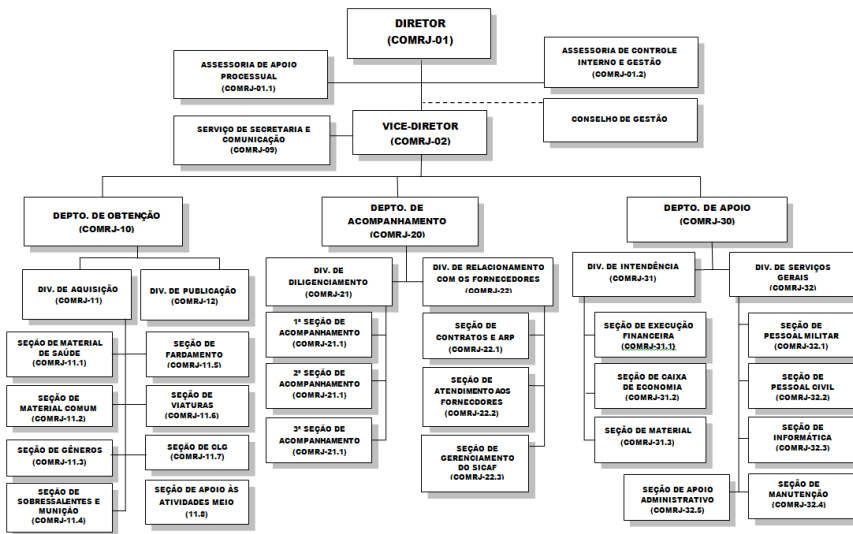 DIRETOR
(COMRJ-01)
ASSESSORIA DE APOIO
PROCESSUAL
(COMRJ-01.1)
ASSESSORIA DE CONTROLE
INTERNO E GESTÃO
(COMRJ-01.2)
CONSELHO DE GESTÃO
SERVIÇO DE SECRETARIA E
COMUNICAÇÃO
(COMRJ-09)
VICE-DIRETOR
(COMRJ-02)
DEPTO. DE OBTENÇÃO
(COMRJ-10)
DEPTO. DE
ACOMPANHAMENTO
(COMRJ-20)
DEPTO. DE APOIO
(COMRJ-30)
DIV. DE AQUISIÇÃO
(COMRJ-11)
DIV. DE PUBLICAÇÃO
(COMRJ-12)
DIV. DE
DILIGENCIAMENTO
(COMRJ-21)
DIV. DE RELACIONAMENTO
COM OS FORNECEDORES
(COMRJ-22)
DIV. DE INTENDÊNCIA
(COMRJ-31)
DIV. DE SERVIÇOS
GERAIS
(COMRJ-32)
SEÇÃO DE MATERIAL
DE SAÚDE
(COMRJ-11.1)
SEÇÃO DE
FARDAMENTO
(COMRJ-11.5)
SEÇÃO DE
MATERIAL COMUM
(COMRJ-11.2)
SEÇÃO DE
VIATURAS
(COMRJ-11.6)
SEÇÃO DE GÊNEROS
(COMRJ-11.3)
SEÇÃO DE CLG
(COMRJ-11.7)
SEÇÃO DE
SOBRESSALENTES E
MUNIÇÃO
(COMRJ-11.4)
SEÇÃO DE APOIO ÀS
ATIVIDADES MEIO
(11.8)
1ª SEÇÃO DE
ACOMPANHAMENTO
(COMRJ-21.1)
2ª SEÇÃO DE
ACOMPANHAMENTO
(COMRJ-21.1)
3ª SEÇÃO DE
ACOMPANHAMENTO
(COMRJ-21.1)
SEÇÃO DE
CONTRATOS E ARP
(COMRJ-22.1)
SEÇÃO DE
ATENDIMENTO AOS
FORNECEDORES
(COMRJ-22.2)
SEÇÃO DE
GERENCIAMENTO
DO SICAF
(COMRJ-22.3)
SEÇÃO DE EXECUÇÃO
FINANCEIRA
(COMRJ-31.1)
SEÇÃO DE CAIXA
DE ECONOMIA
(COMRJ-31.2)
SEÇÃO DE MATERIAL
(COMRJ-31.3)
SEÇÃO DE
PESSOAL MILITAR
(COMRJ-32.1)
SEÇÃO DE
PESSOAL CIVIL
(COMRJ-32.2)
SEÇÃO DE
INFORMÁTICA
(COMRJ-32.3)
SEÇÃO DE APOIO
ADMINISTRATIVO
(COMRJ-32.5)
SEÇÃO DE
MANUTENÇÃO
(COMRJ-32.4)